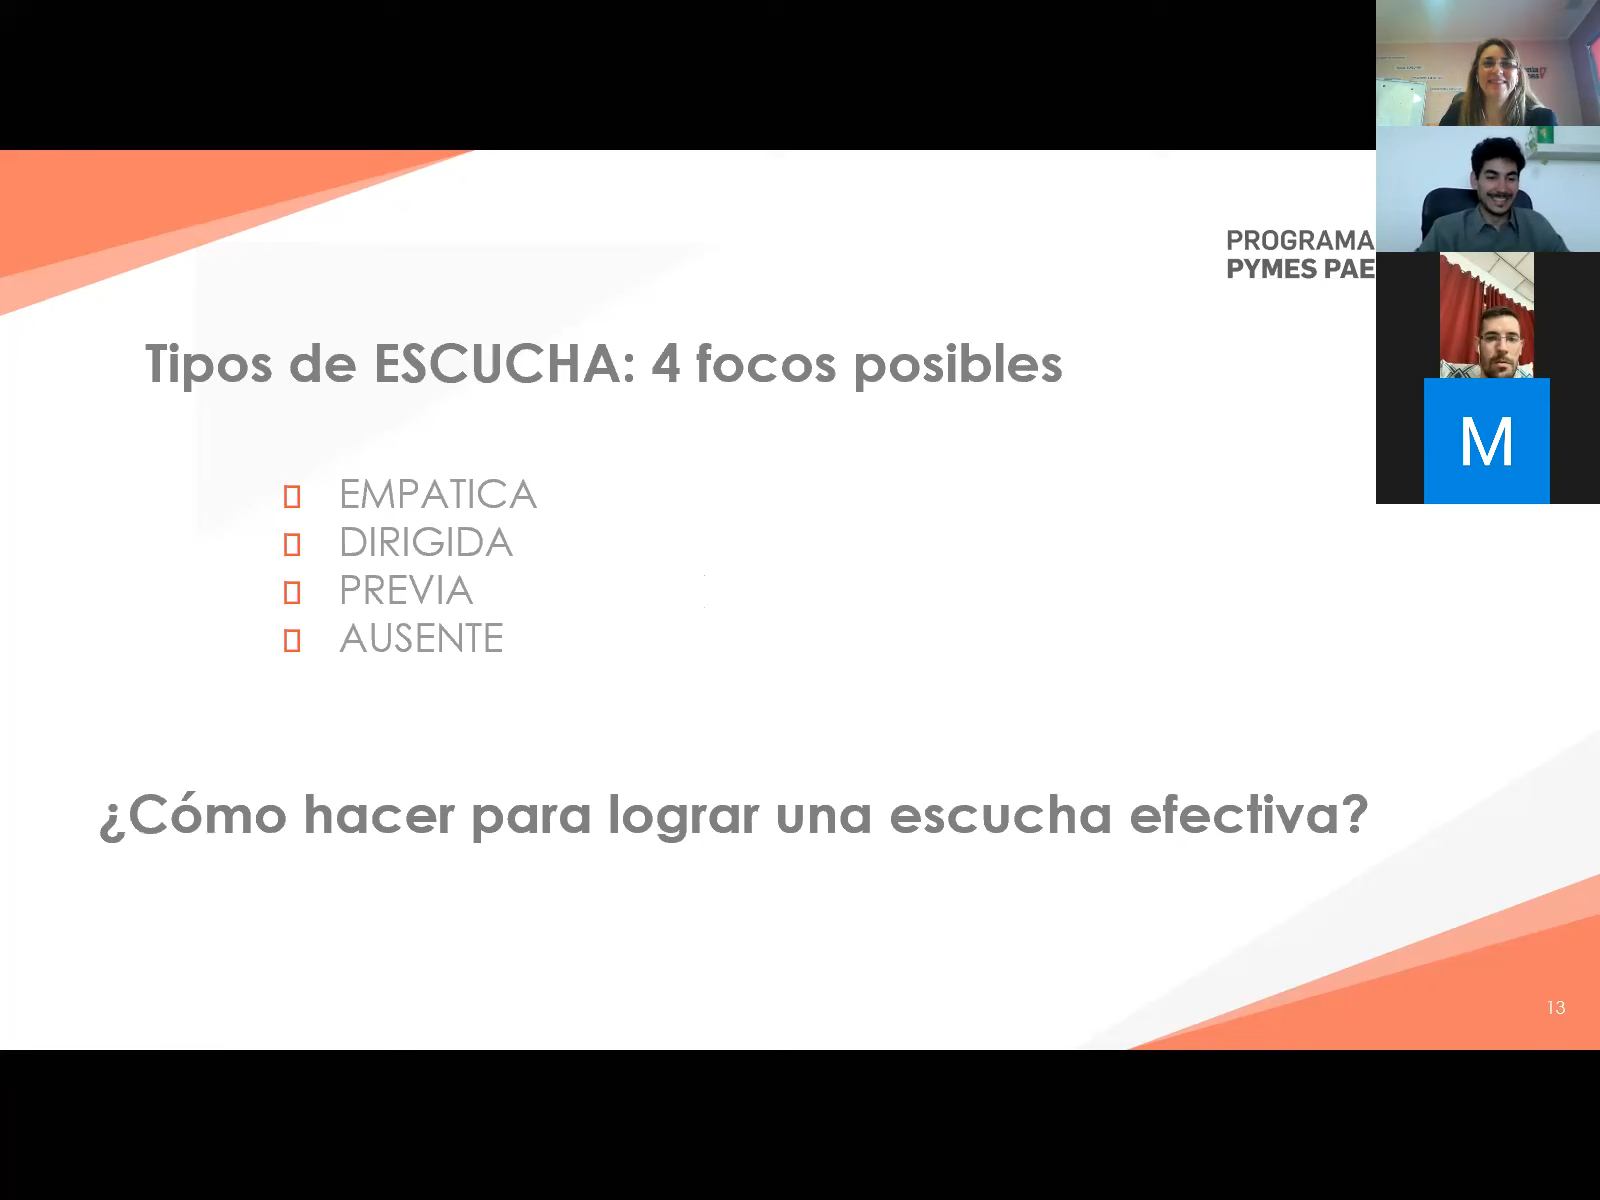 PROGRAMA
PYMES PAE
Tipos de ESCUCHA: 4 focos posibles
EMPATICA
DIRIGIDA
PREVIA
AUSENTE
¿Cómo hacer para lograr una escucha efectiva?
13
M